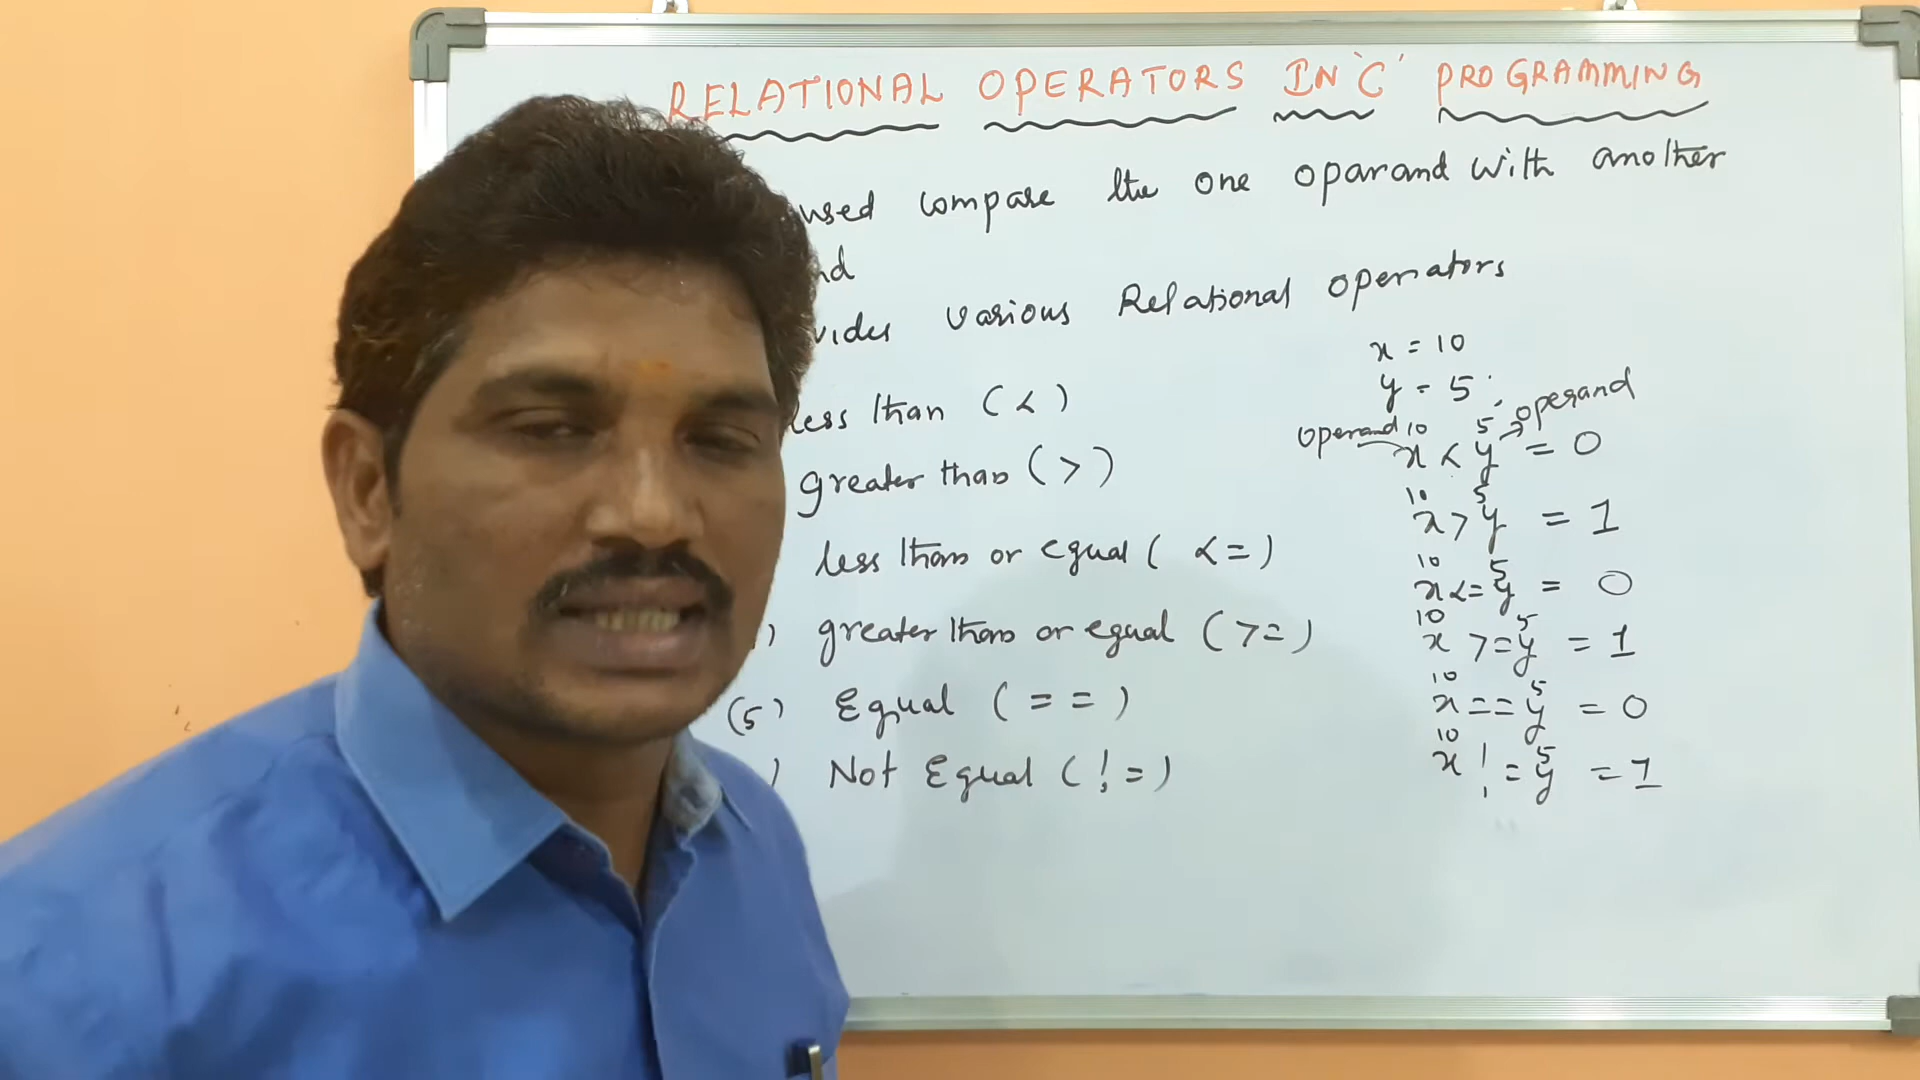 RELATIONAL OPERATORS IN 'C' PROGRAMMING
used compare the one oparand with another
nd
vides various Relational operators
less than (<)
greater than (>)
less than or equal ( <= )
) greater than or equal ( >= )
(5) Equal ( == )
) Not Equal ( != )
x = 10
y = 5
operand 10 5 operand
x < y = 0
10 5
x > y = 1
10 5
x <= y = 0
10 5
x >= y = 1
10 5
x == y = 0
10 5
x != y = 1